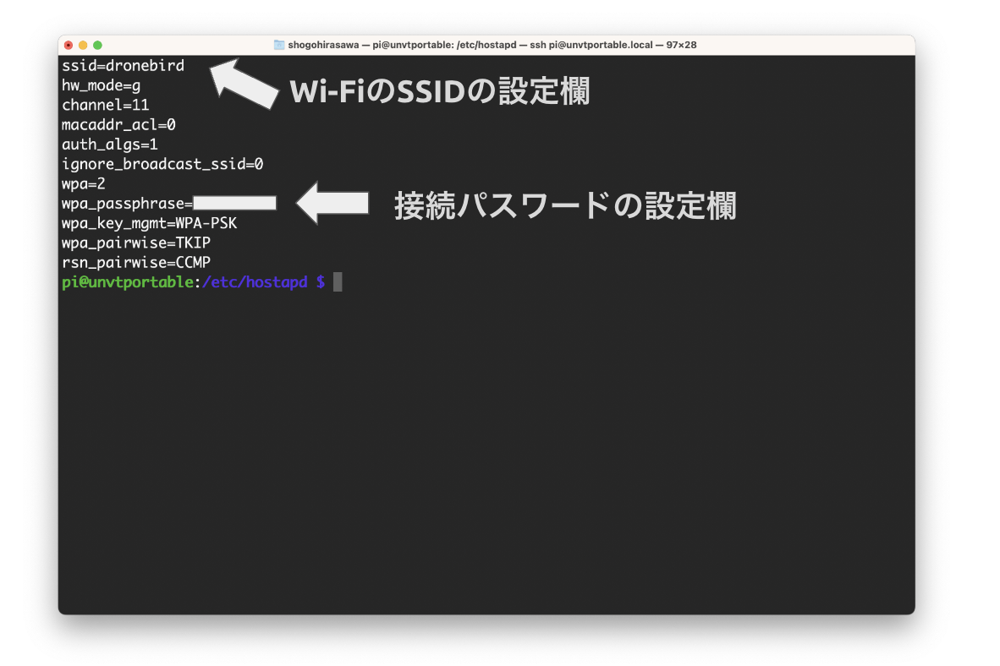 shogohirasawa — pi@unvtportable: /etc/hostapd — ssh pi@unvtportable.local — 97×28
ssid=dronebird
Wi-FiのSSIDの設定欄
hw_mode=g
channel=11
macaddr_acl=0
auth_algs=1
ignore_broadcast_ssid=0
wpa=2
wpa_passphrase=
接続パスワードの設定欄
wpa_key_mgmt=WPA-PSK
wpa_pairwise=TKIP
rsn_pairwise=CCMP
pi@unvtportable:/etc/hostapd $